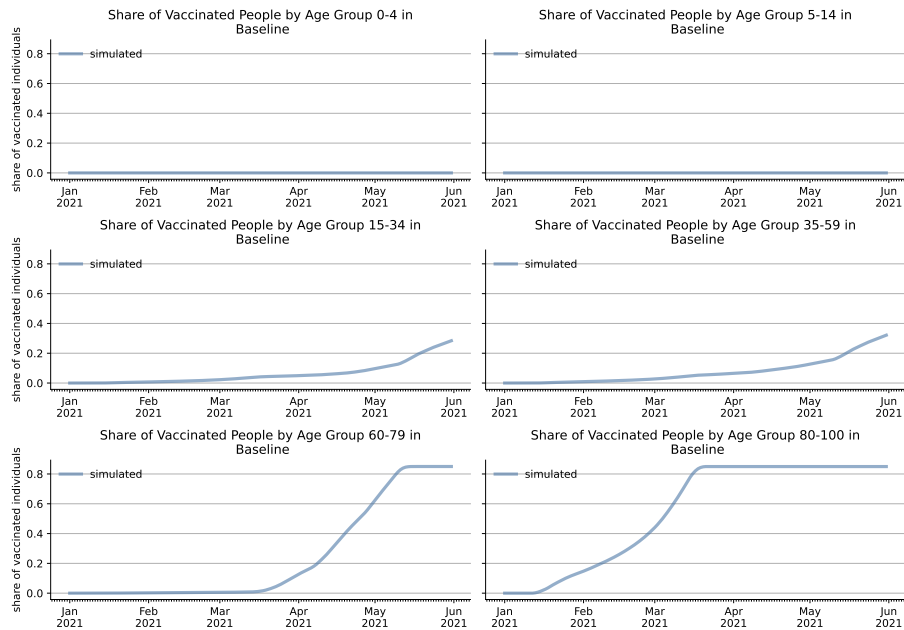 Share of Vaccinated People by Age Group 0-4 in
Baseline
share of vaccinated individuals
0.8
0.6
0.4
0.2
0.0
simulated
Jan Feb Mar Apr May Jun
2021 2021 2021 2021 2021 2021
Share of Vaccinated People by Age Group 5-14 in
Baseline
simulated
Jan Feb Mar Apr May Jun
2021 2021 2021 2021 2021 2021
Share of Vaccinated People by Age Group 15-34 in
Baseline
share of vaccinated individuals
0.8
0.6
0.4
0.2
0.0
simulated
Jan Feb Mar Apr May Jun
2021 2021 2021 2021 2021 2021
Share of Vaccinated People by Age Group 35-59 in
Baseline
simulated
Jan Feb Mar Apr May Jun
2021 2021 2021 2021 2021 2021
Share of Vaccinated People by Age Group 60-79 in
Baseline
share of vaccinated individuals
0.8
0.6
0.4
0.2
0.0
simulated
Jan Feb Mar Apr May Jun
2021 2021 2021 2021 2021 2021
Share of Vaccinated People by Age Group 80-100 in
Baseline
simulated
Jan Feb Mar Apr May Jun
2021 2021 2021 2021 2021 2021